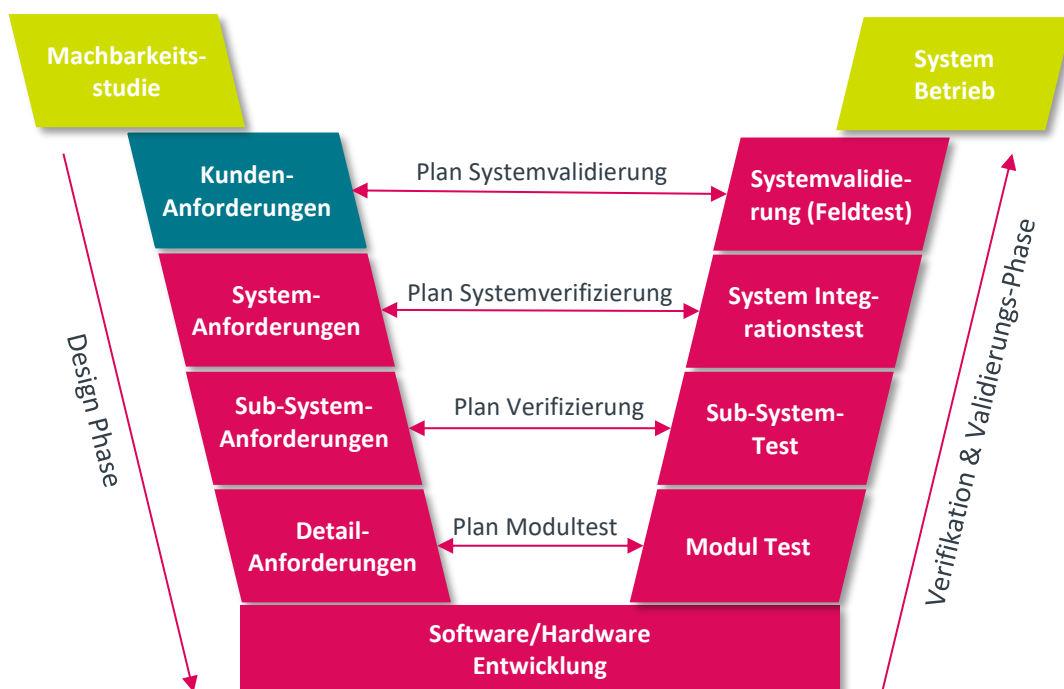 Machbarkeits-
studie
System
Betrieb
Kunden-
Anforderungen
Plan Systemvalidierung
Systemvalidie-
rung (Feldtest)
System-
Anforderungen
Plan Systemverifizierung
System Integ-
rationstest
Sub-System-
Anforderungen
Plan Verifizierung
Sub-System-
Test
Detail-
Anforderungen
Plan Modultest
Modul Test
Software/Hardware
Entwicklung
Design Phase
Verifikation & Validierungs-Phase